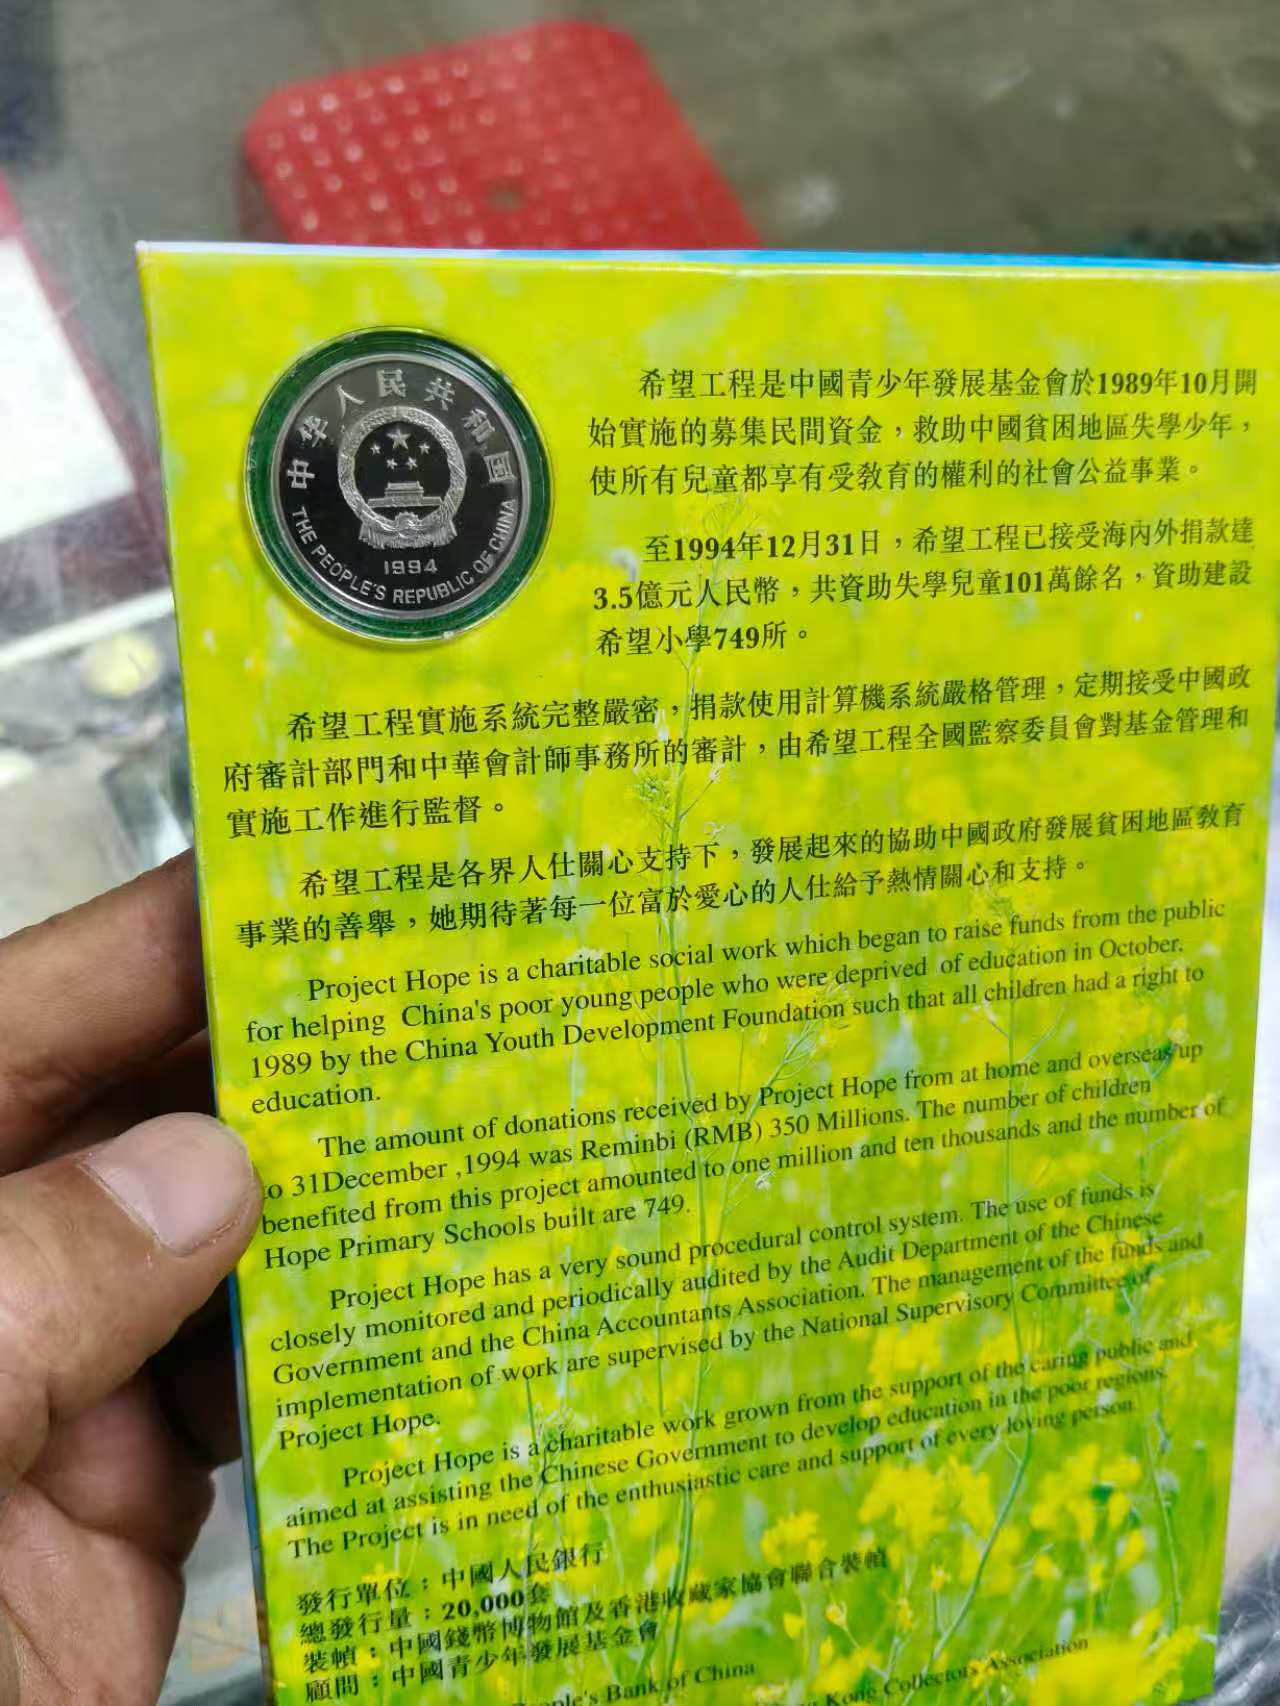 中華人民共和國
1994
THE PEOPLE'S REPUBLIC OF CHINA
希望工程是中國青少年發展基金會於1989年10月開
始實施的募集民間資金，救助中國貧困地區失學少年，
使所有兒童都享有受教育的權利的社會公益事業。
至1994年12月31日，希望工程已接受海內外捐款達
3.5億元人民幣，共資助失學兒童101萬餘名，資助建設
希望小學749所。
希望工程實施系統完整嚴密，捐款使用計算機系統嚴格管理，定期接受中國政
府審計部門和中華會計師事務所的審計，由希望工程全國監察委員會對基金管理和
實施工作進行監督。
希望工程是各界人仕關心支持下，發展起來的協助中國政府發展貧困地區教育
事業的善舉，她期待著每一位富於愛心的人仕給予熱情關心和支持。
Project Hope is a charitable social work which began to raise funds from the public
for helping China's poor young people who were deprived of education in October,
1989 by the China Youth Development Foundation such that all children had a right to
education.
The amount of donations received by Project Hope from at home and overseas up
to 31December ,1994 was Reminbi (RMB) 350 Millions. The number of children
benefited from this project amounted to one million and ten thousands and the number of
Hope Primary Schools built are 749.
Project Hope has a very sound procedural control system. The use of funds is
closely monitored and periodically audited by the Audit Department of the Chinese
Government and the China Accountants Association. The management of the funds and
implementation of work are supervised by the National Supervisory Committee of
Project Hope.
Project Hope is a charitable work grown from the support of the caring public and
aimed at assisting the Chinese Government to develop education in the poor regions.
The Project is in need of the enthusiastic care and support of every loving person.
發行單位：中國人民銀行
總發行量：20,000套
裝幀：中國錢幣博物館及香港收藏家協會聯合裝幀
顧問：中國青少年發展基金會
People's Bank of China
Kong Collectors Association